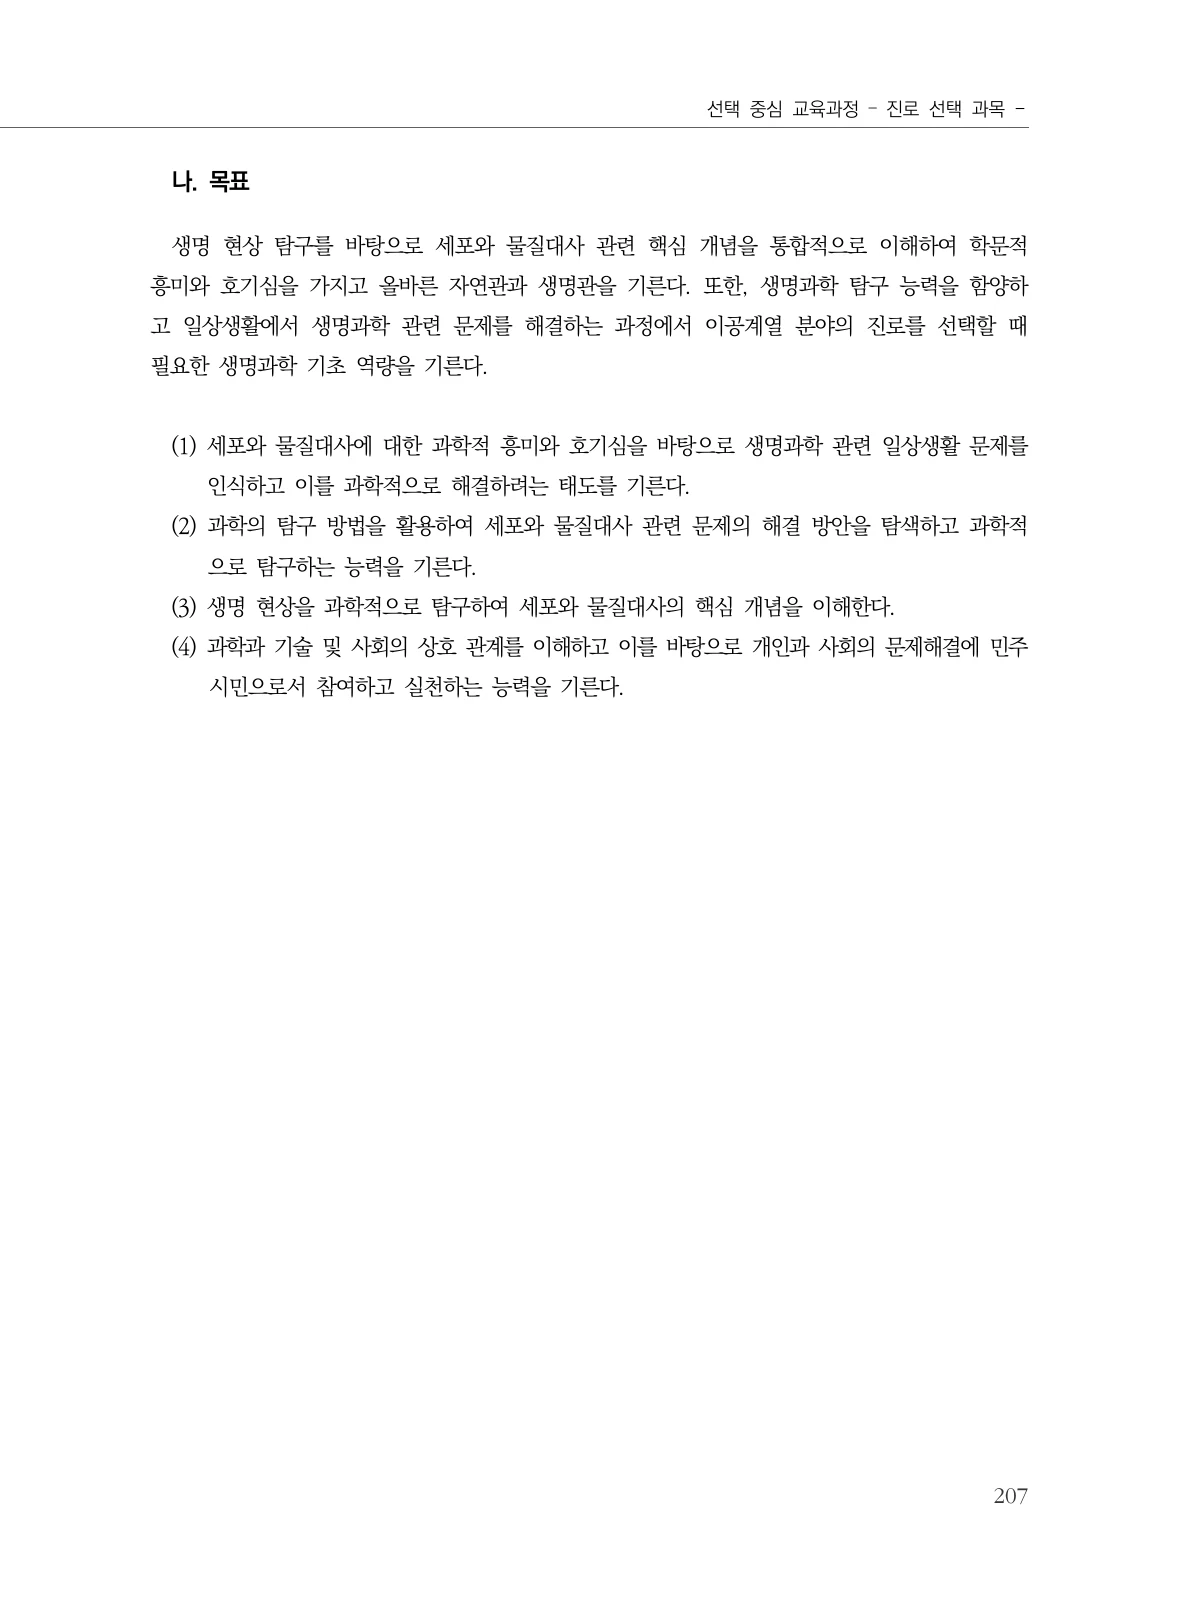 선택 중심 교육과정 - 진로 선택 과목 -
나. 목표
생명 현상 탐구를 바탕으로 세포와 물질대사 관련 핵심 개념을 통합적으로 이해하여 학문적
흥미와 호기심을 가지고 올바른 자연관과 생명관을 기른다. 또한, 생명과학 탐구 능력을 함양하
고 일상생활에서 생명과학 관련 문제를 해결하는 과정에서 이공계열 분야의 진로를 선택할 때
필요한 생명과학 기초 역량을 기른다.
(1) 세포와 물질대사에 대한 과학적 흥미와 호기심을 바탕으로 생명과학 관련 일상생활 문제를
인식하고 이를 과학적으로 해결하려는 태도를 기른다.
(2) 과학의 탐구 방법을 활용하여 세포와 물질대사 관련 문제의 해결 방안을 탐색하고 과학적
으로 탐구하는 능력을 기른다.
(3) 생명 현상을 과학적으로 탐구하여 세포와 물질대사의 핵심 개념을 이해한다.
(4) 과학과 기술 및 사회의 상호 관계를 이해하고 이를 바탕으로 개인과 사회의 문제해결에 민주
시민으로서 참여하고 실천하는 능력을 기른다.
207